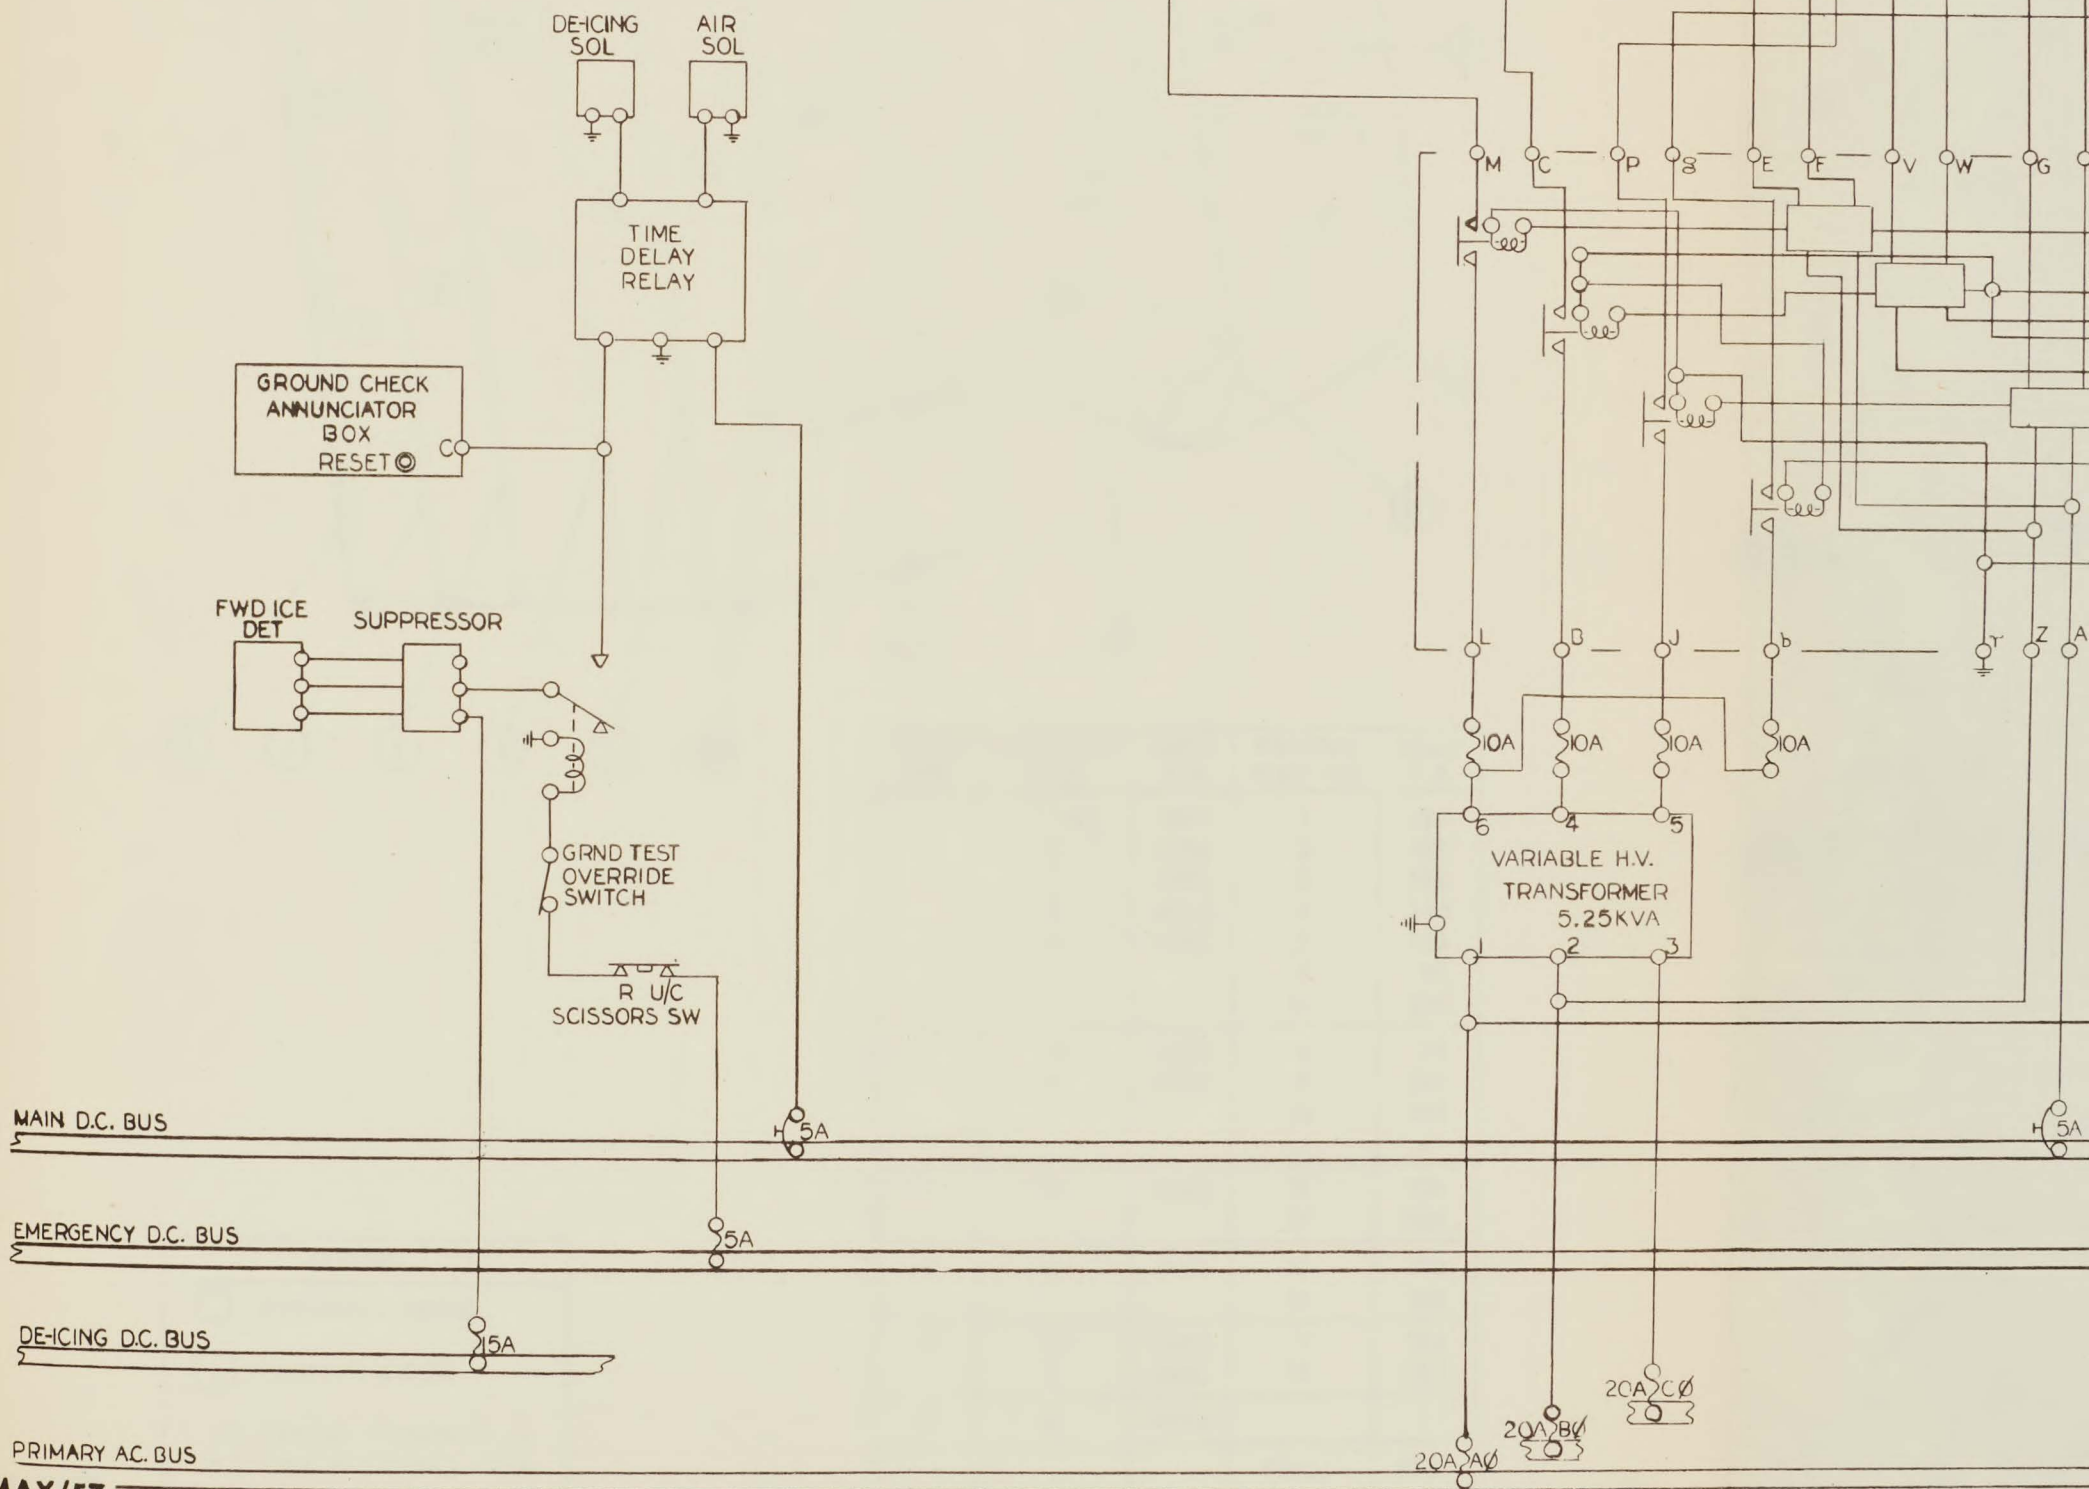 DE-ICING
SOL
AIR
SOL
TIME
DELAY
RELAY
GROUND CHECK
ANNUNCIATOR
BOX
RESET
C
FWD ICE
DET
SUPPRESSOR
GRND TEST
OVERRIDE
SWITCH
R U/C
SCISSORS SW
M C P g E F V W G
L B J b r Z A
10A 10A 10A 10A
6 4 5
VARIABLE H.V.
TRANSFORMER
5.25KVA
1 2 3
MAIN D.C. BUS
5A
5A
EMERGENCY D.C. BUS
5A
DE-ICING D.C. BUS
15A
20A CØ
20A BØ
20A AØ
PRIMARY A.C. BUS